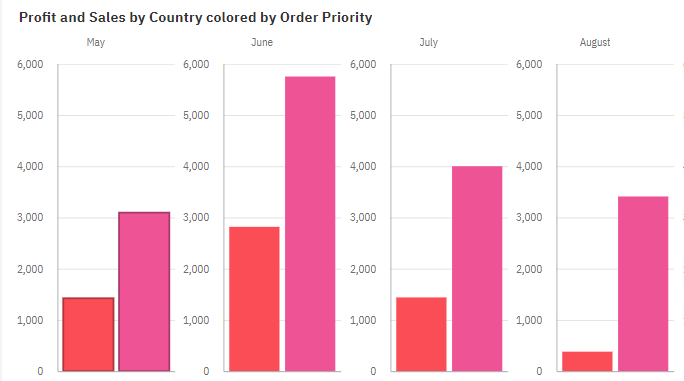 Profit and Sales by Country colored by Order Priority
May June July August
6,000 6,000 6,000 6,000
5,000 5,000 5,000 5,000
4,000 4,000 4,000 4,000
3,000 3,000 3,000 3,000
2,000 2,000 2,000 2,000
1,000 1,000 1,000 1,000
0 0 0 0